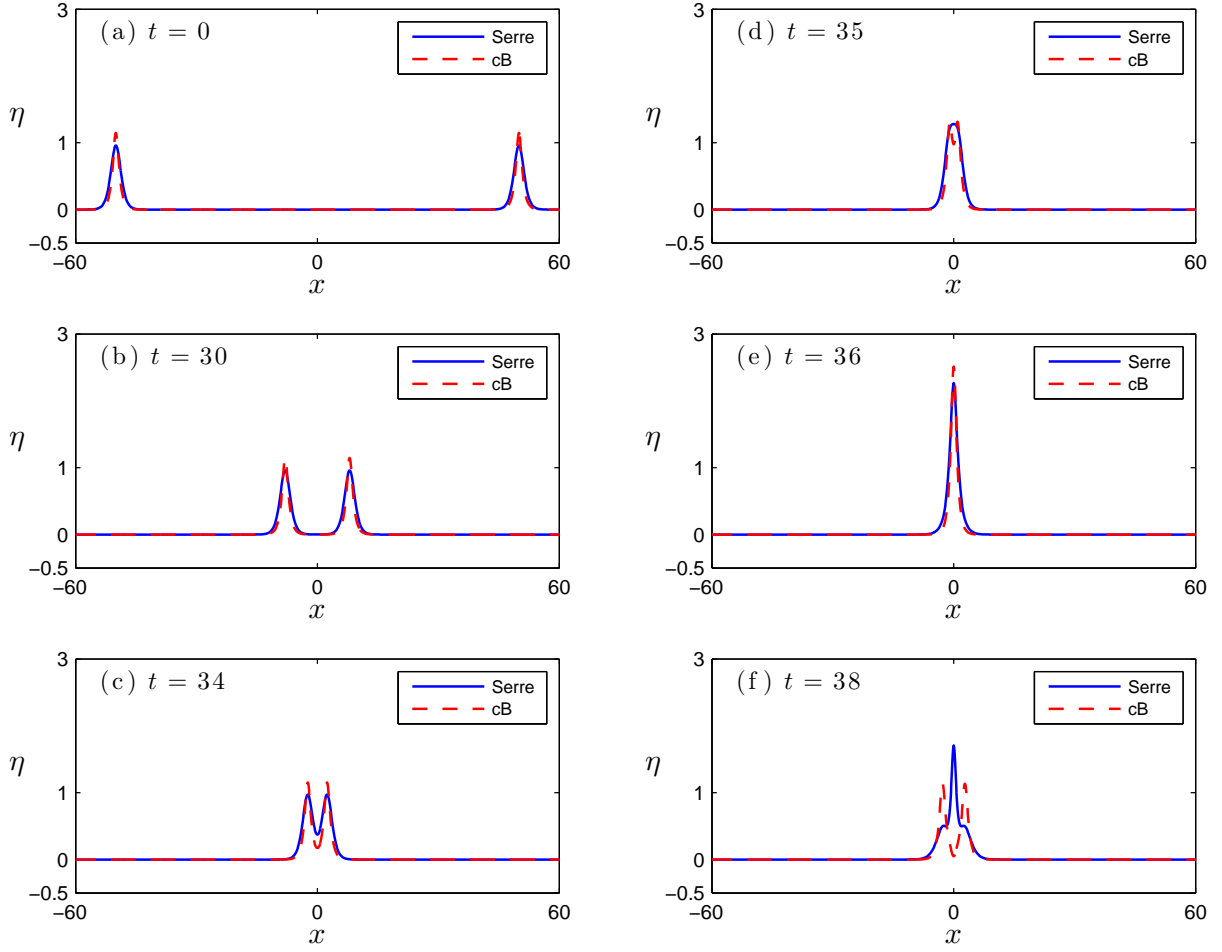 (a) t = 0
Serre
cB
3
1
0
−0.5
η
−60
0
60
x
(b) t = 30
Serre
cB
3
1
0
−0.5
η
−60
0
60
x
(c) t = 34
Serre
cB
3
1
0
−0.5
η
−60
0
60
x
(d) t = 35
Serre
cB
3
1
0
−0.5
η
−60
0
60
x
(e) t = 36
Serre
cB
3
1
0
−0.5
η
−60
0
60
x
(f) t = 38
Serre
cB
3
1
0
−0.5
η
−60
0
60
x